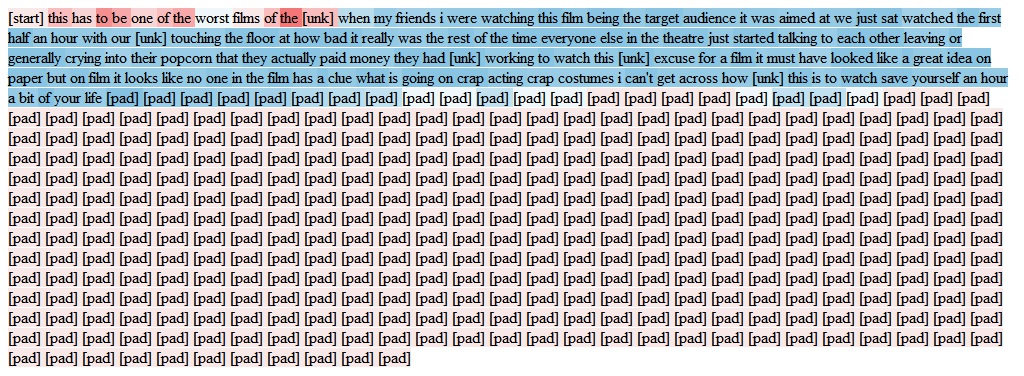 [start] this has to be one of the worst films of the [unk] when my friends i were watching this film being the target audience it was aimed at we just sat watched the first
half an hour with our [unk] touching the floor at how bad it really was the rest of the time everyone else in the theatre just started talking to each other leaving or
generally crying into their popcorn that they actually paid money they had [unk] working to watch this [unk] excuse for a film it must have looked like a great idea on
paper but on film it looks like no one in the film has a clue what is going on crap acting crap costumes i can't get across how [unk] this is to watch save yourself an hour
a bit of your life [pad] [pad] [pad] [pad] [pad] [pad] [pad] [pad] [pad] [pad] [pad] [pad] [pad] [pad] [pad] [pad] [pad] [pad] [pad] [pad] [pad] [pad] [pad] [pad]
[pad] [pad] [pad] [pad] [pad] [pad] [pad] [pad] [pad] [pad] [pad] [pad] [pad] [pad] [pad] [pad] [pad] [pad] [pad] [pad] [pad] [pad] [pad] [pad] [pad] [pad] [pad]
[pad] [pad] [pad] [pad] [pad] [pad] [pad] [pad] [pad] [pad] [pad] [pad] [pad] [pad] [pad] [pad] [pad] [pad] [pad] [pad] [pad] [pad] [pad] [pad] [pad] [pad] [pad]
[pad] [pad] [pad] [pad] [pad] [pad] [pad] [pad] [pad] [pad] [pad] [pad] [pad] [pad] [pad] [pad] [pad] [pad] [pad] [pad] [pad] [pad] [pad] [pad] [pad] [pad] [pad]
[pad] [pad] [pad] [pad] [pad] [pad] [pad] [pad] [pad] [pad] [pad] [pad] [pad] [pad] [pad] [pad] [pad] [pad] [pad] [pad] [pad] [pad] [pad] [pad] [pad] [pad] [pad]
[pad] [pad] [pad] [pad] [pad] [pad] [pad] [pad] [pad] [pad] [pad] [pad] [pad] [pad] [pad] [pad] [pad] [pad] [pad] [pad] [pad] [pad] [pad] [pad] [pad] [pad] [pad]
[pad] [pad] [pad] [pad] [pad] [pad] [pad] [pad] [pad] [pad] [pad] [pad] [pad] [pad] [pad] [pad] [pad] [pad] [pad] [pad] [pad] [pad] [pad] [pad] [pad] [pad] [pad]
[pad] [pad] [pad] [pad] [pad] [pad] [pad] [pad] [pad] [pad] [pad] [pad] [pad] [pad] [pad] [pad] [pad] [pad] [pad] [pad] [pad] [pad] [pad] [pad] [pad] [pad] [pad]
[pad] [pad] [pad] [pad] [pad] [pad] [pad] [pad] [pad] [pad] [pad] [pad] [pad] [pad] [pad] [pad] [pad] [pad] [pad] [pad] [pad] [pad] [pad] [pad] [pad] [pad] [pad]
[pad] [pad] [pad] [pad] [pad] [pad] [pad] [pad] [pad] [pad] [pad] [pad] [pad] [pad] [pad] [pad] [pad] [pad] [pad] [pad] [pad] [pad] [pad] [pad] [pad] [pad] [pad]
[pad] [pad] [pad] [pad] [pad] [pad] [pad] [pad] [pad] [pad] [pad] [pad] [pad] [pad] [pad] [pad] [pad] [pad] [pad] [pad] [pad] [pad] [pad] [pad] [pad] [pad] [pad]
[pad] [pad] [pad] [pad] [pad] [pad] [pad] [pad] [pad] [pad] [pad] [pad] [pad] [pad] [pad] [pad] [pad] [pad] [pad] [pad] [pad] [pad] [pad] [pad] [pad] [pad] [pad]
[pad] [pad] [pad] [pad] [pad] [pad] [pad] [pad] [pad] [pad] [pad] [pad] [pad] [pad] [pad] [pad] [pad] [pad] [pad] [pad] [pad] [pad] [pad] [pad] [pad] [pad] [pad]
[pad] [pad] [pad] [pad] [pad] [pad] [pad] [pad] [pad] [pad] [pad]